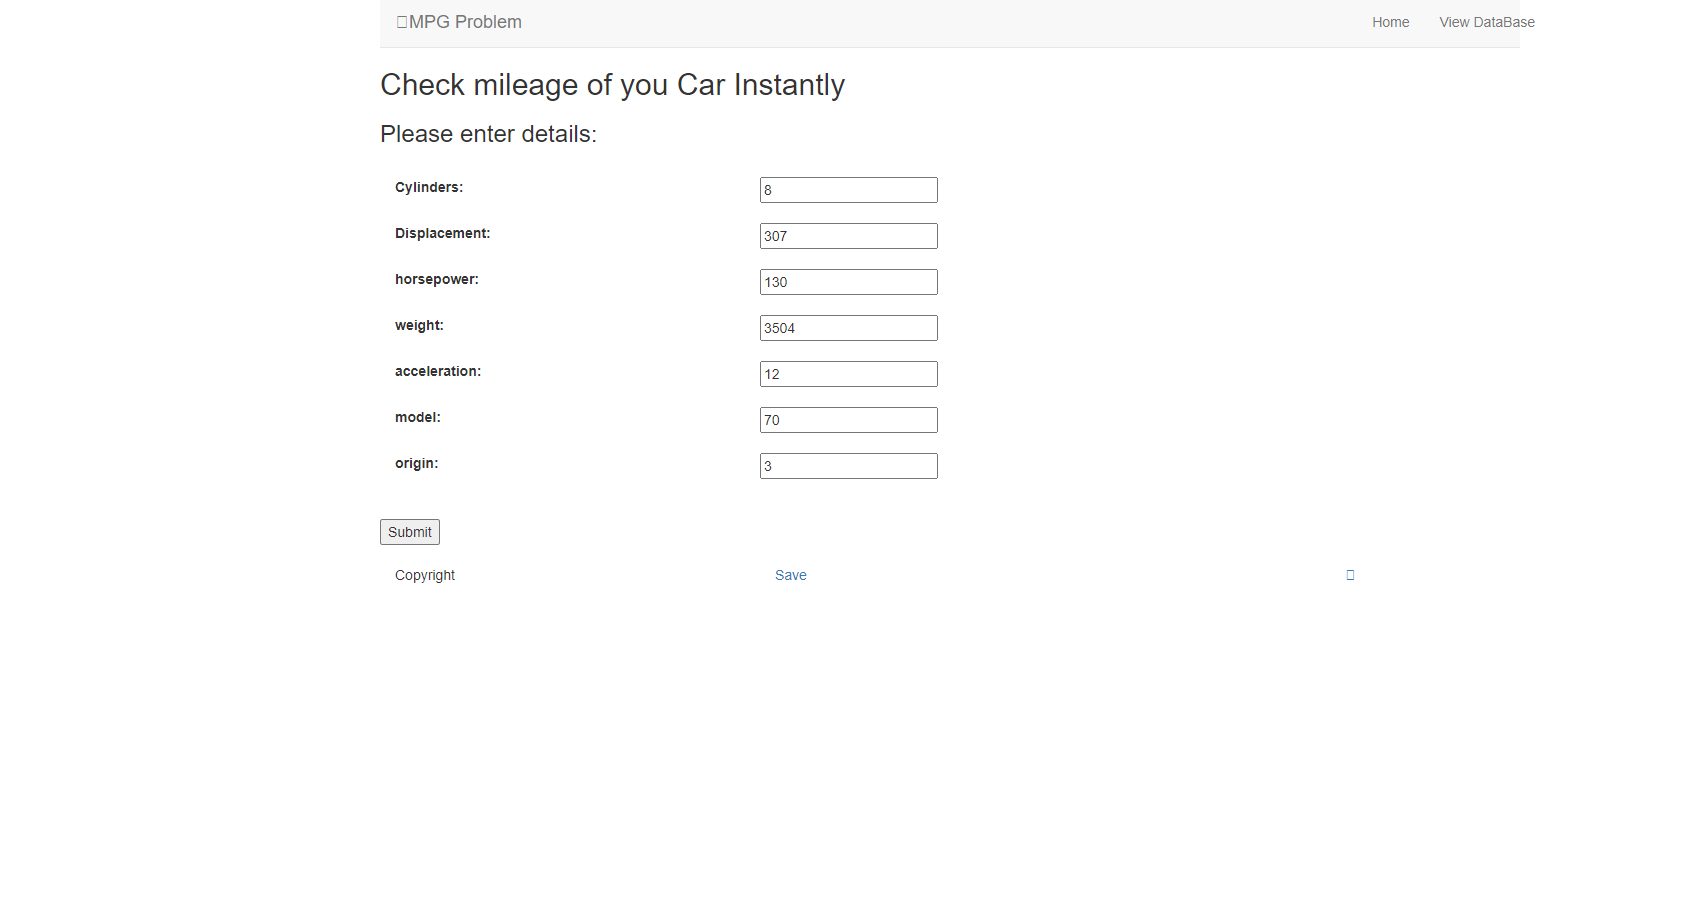 MPG Problem Home View DataBase
Check mileage of you Car Instantly
Please enter details:
Cylinders: 8
Displacement: 307
horsepower: 130
weight: 3504
acceleration: 12
model: 70
origin: 3
Submit
Copyright Save